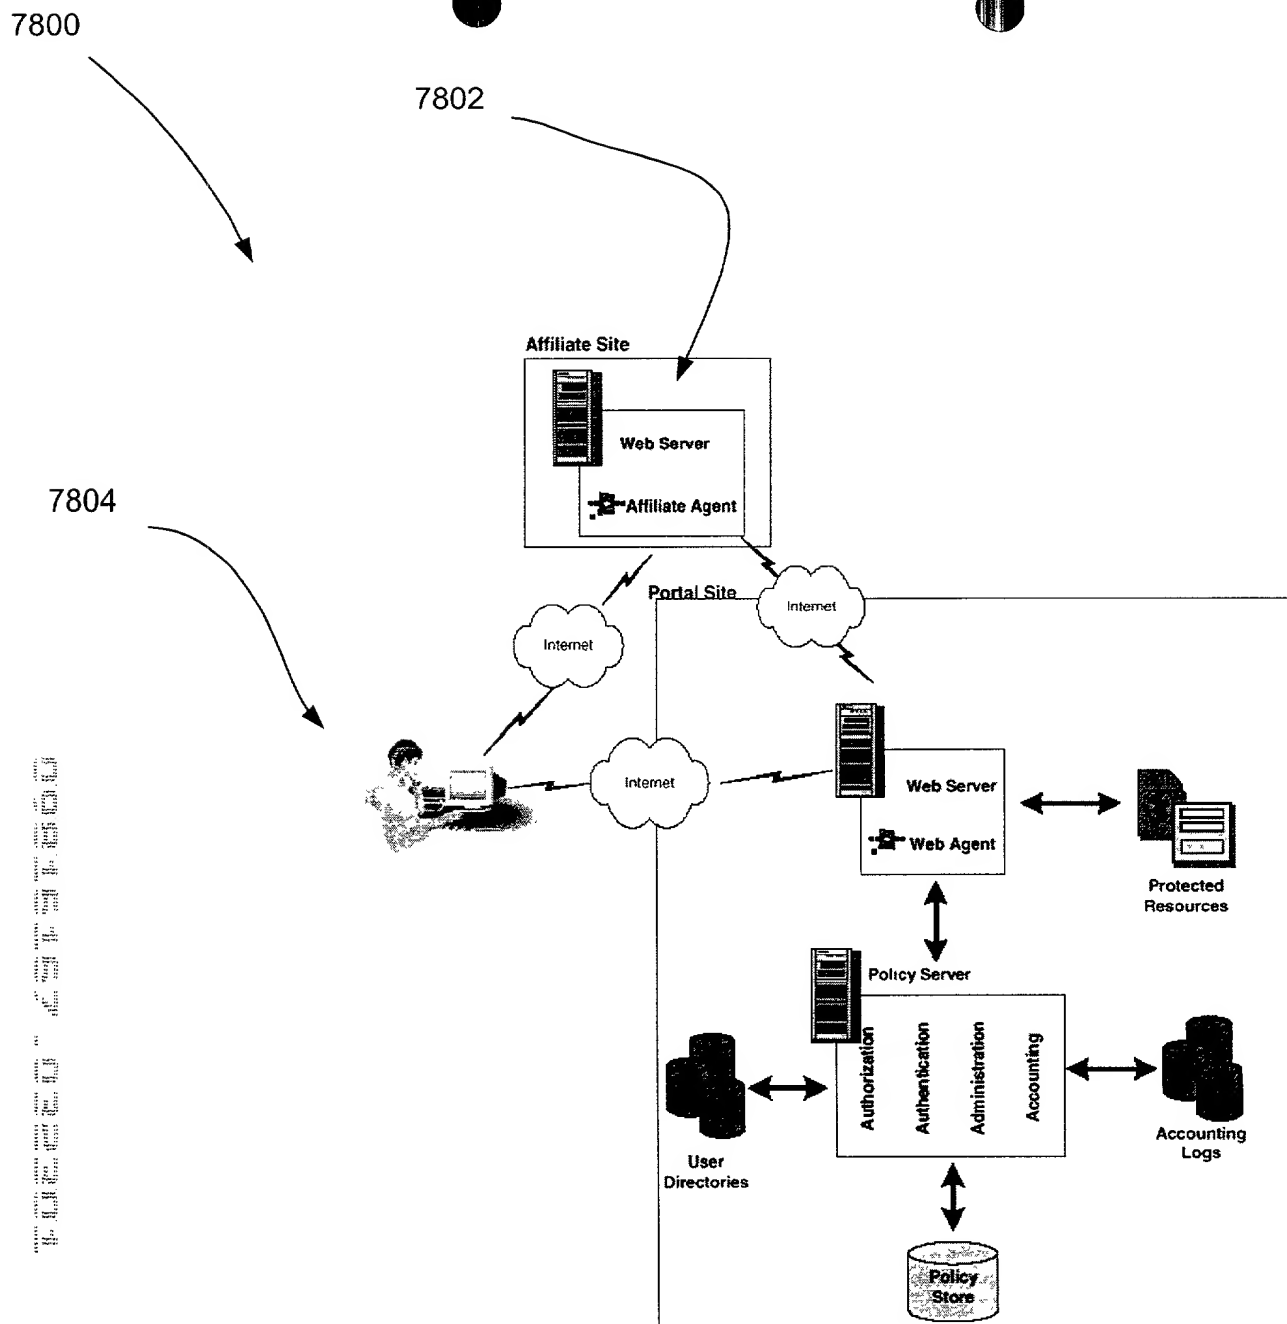 7800
7802
Affiliate Site
Web Server
Affiliate Agent
7804
Portal Site
Internet
Internet
Internet
Web Server
Web Agent
Protected
Resources
Policy Server
Authorization
Authentication
Administration
Accounting
User
Directories
Accounting
Logs
Policy
Store